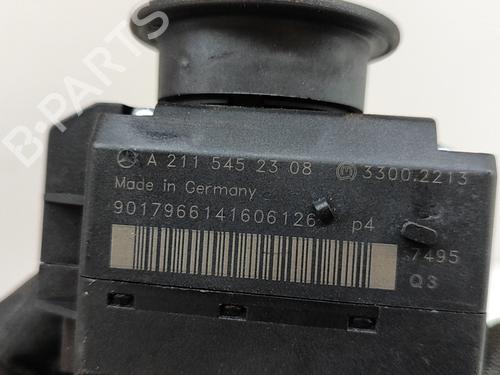 B-PARTS
A 211 545 23 08 3300.2213
Made in Germany
9017966141606126 p4
7495
Q3